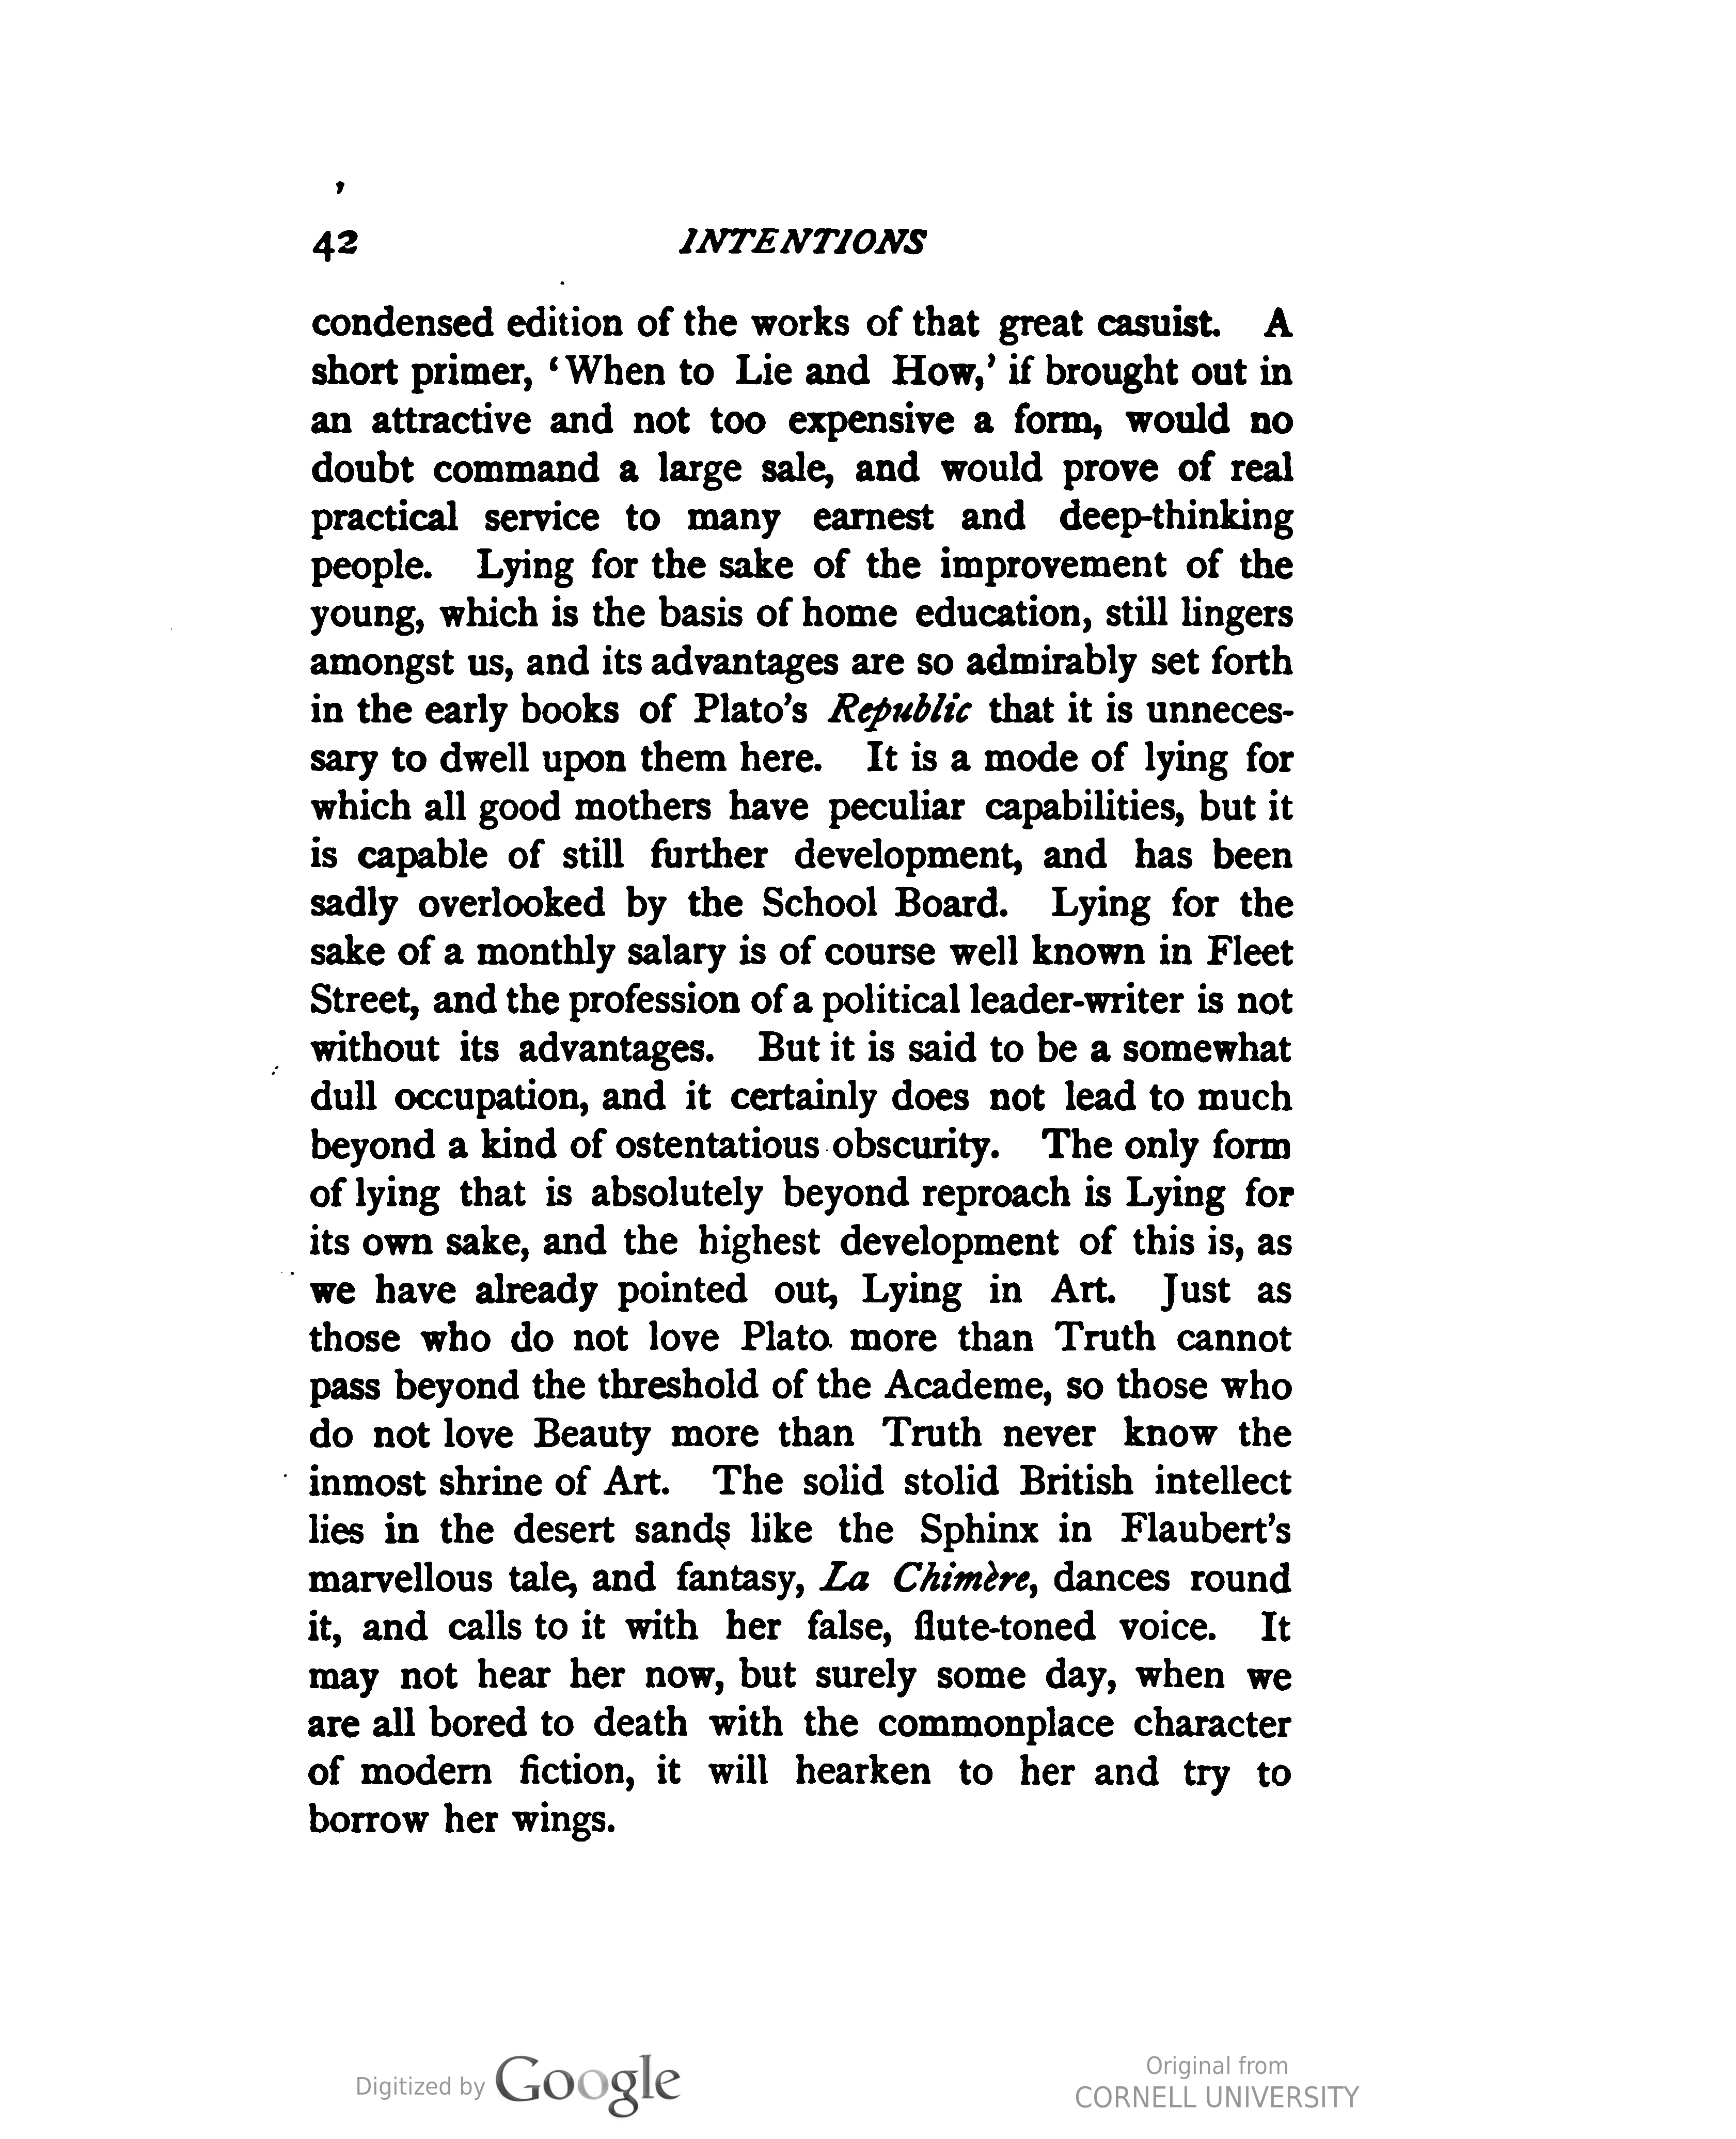 42 INTENTIONS
condensed edition of the works of that great casuist. A
short primer, ‘When to Lie and How,’ if brought out in
an attractive and not too expensive a form, would no
doubt command a large sale, and would prove of real
practical service to many earnest and deep-thinking
people. Lying for the sake of the improvement of the
young, which is the basis of home education, still lingers
amongst us, and its advantages are so admirably set forth
in the early books of Plato’s Republic that it is unneces-
sary to dwell upon them here. It is a mode of lying for
which all good mothers have peculiar capabilities, but it
is capable of still further development, and has been
sadly overlooked by the School Board. Lying for the
sake of a monthly salary is of course well known in Fleet
Street, and the profession of a political leader-writer is not
without its advantages. But it is said to be a somewhat
dull occupation, and it certainly does not lead to much
beyond a kind of ostentatious obscurity. The only form
of lying that is absolutely beyond reproach is Lying for
its own sake, and the highest development of this is, as
we have already pointed out, Lying in Art. Just as
those who do not love Plato more than Truth cannot
pass beyond the threshold of the Academe, so those who
do not love Beauty more than Truth never know the
inmost shrine of Art. The solid stolid British intellect
lies in the desert sands like the Sphinx in Flaubert’s
marvellous tale, and fantasy, La Chimère, dances round
it, and calls to it with her false, flute-toned voice. It
may not hear her now, but surely some day, when we
are all bored to death with the commonplace character
of modern fiction, it will hearken to her and try to
borrow her wings.
Digitized by Google
Original from
CORNELL UNIVERSITY